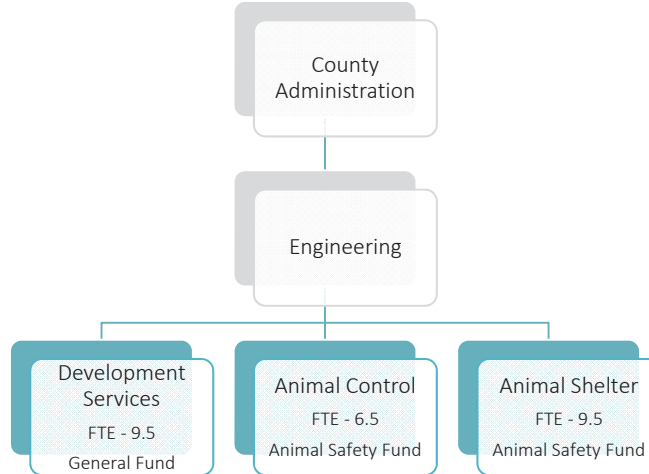 County
Administration
Engineering
Development
Services
FTE - 9.5
General Fund
Animal Control
FTE - 6.5
Animal Safety Fund
Animal Shelter
FTE - 9.5
Animal Safety Fund